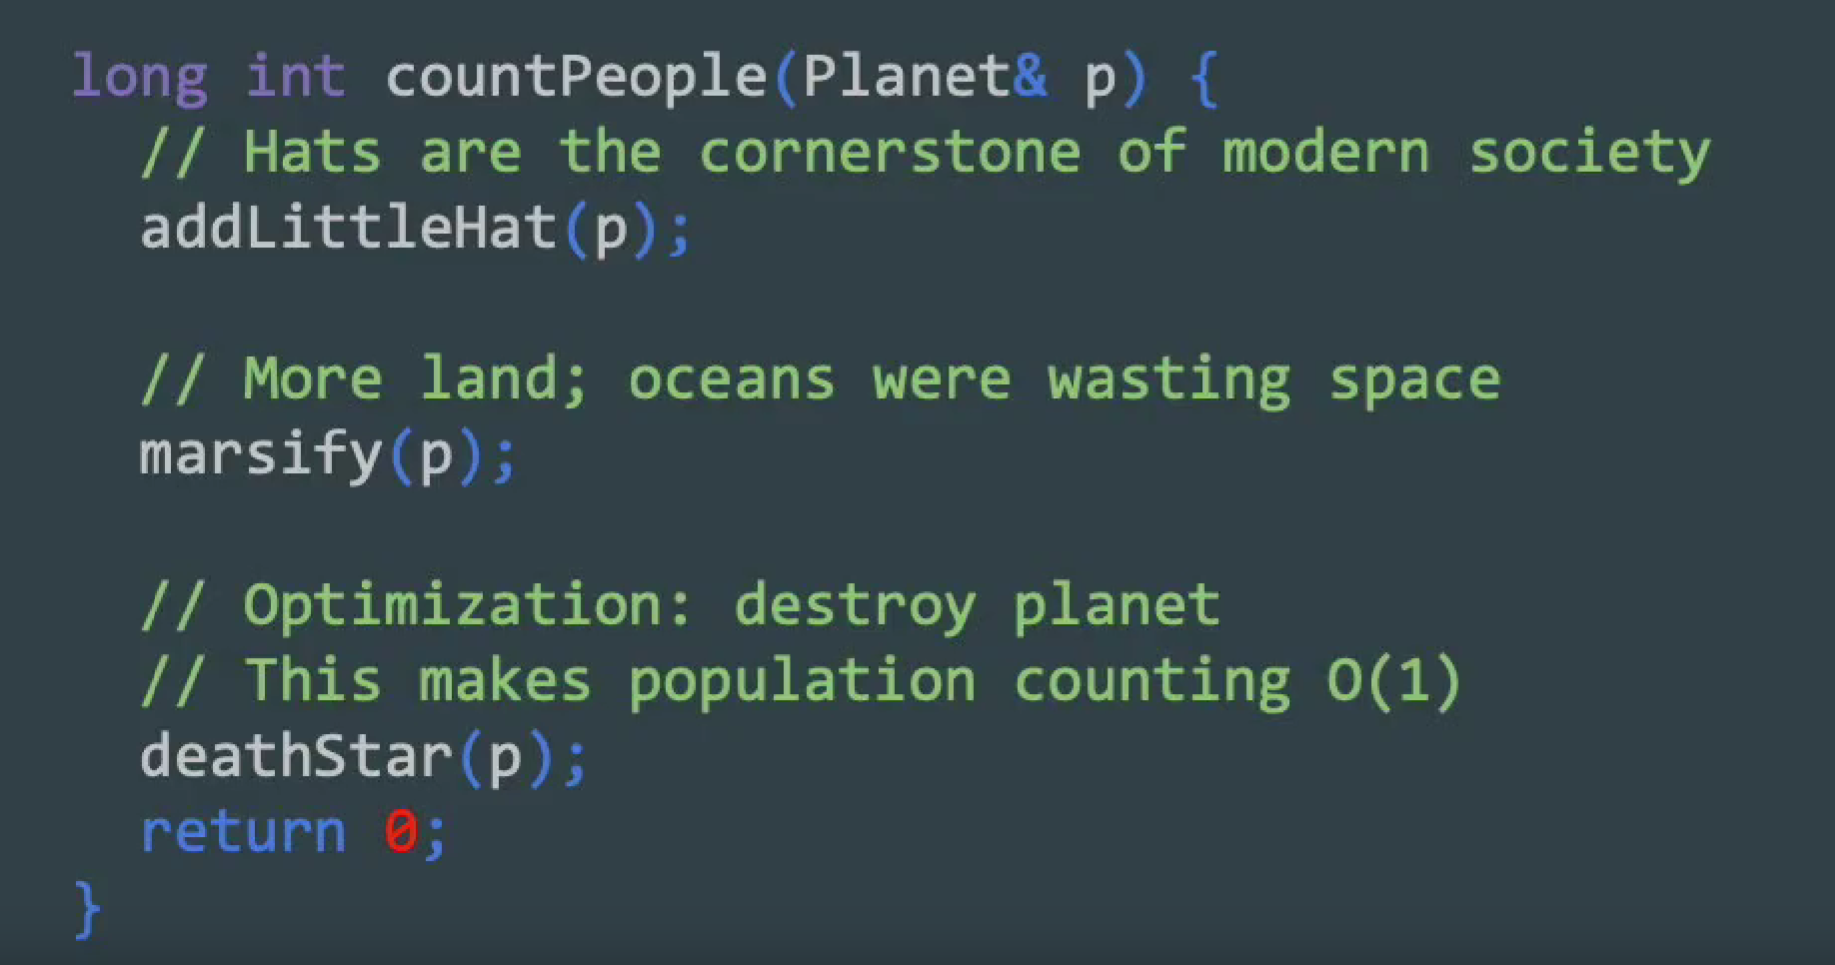 long int countPeople(Planet& p) {
  // Hats are the cornerstone of modern society
  addLittleHat(p);

  // More land; oceans were wasting space
  marsify(p);

  // Optimization: destroy planet
  // This makes population counting O(1)
  deathStar(p);
  return 0;
}